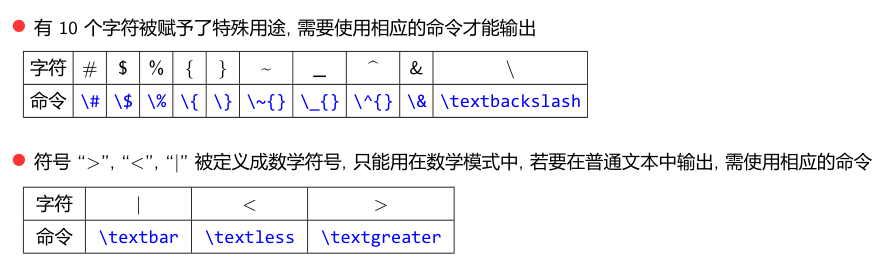 有 10 个字符被赋予了特殊用途, 需要使用相应的命令才能输出
字符 # $ % { } ~ _ ^ & \
命令 \# \$ \% \{ \} \~{} \_{} \^{} \& \textbackslash
符号 “>”, “<”, “|” 被定义成数学符号, 只能用在数学模式中, 若要在普通文本中输出, 需使用相应的命令
字符 | < >
命令 \textbar \textless \textgreater